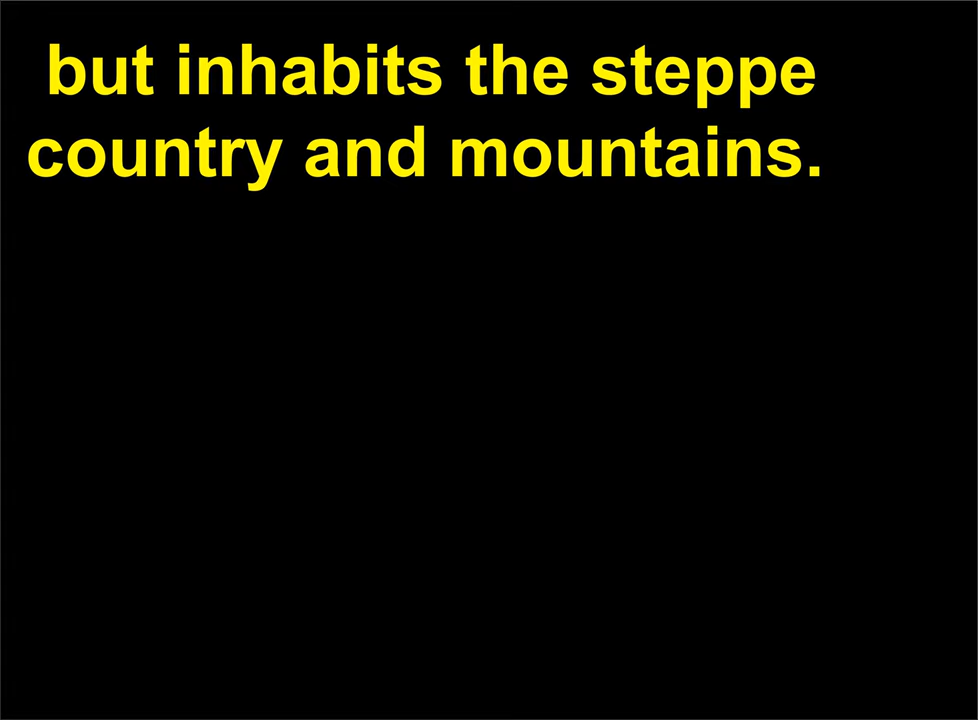 but inhabits the steppe
country and mountains.